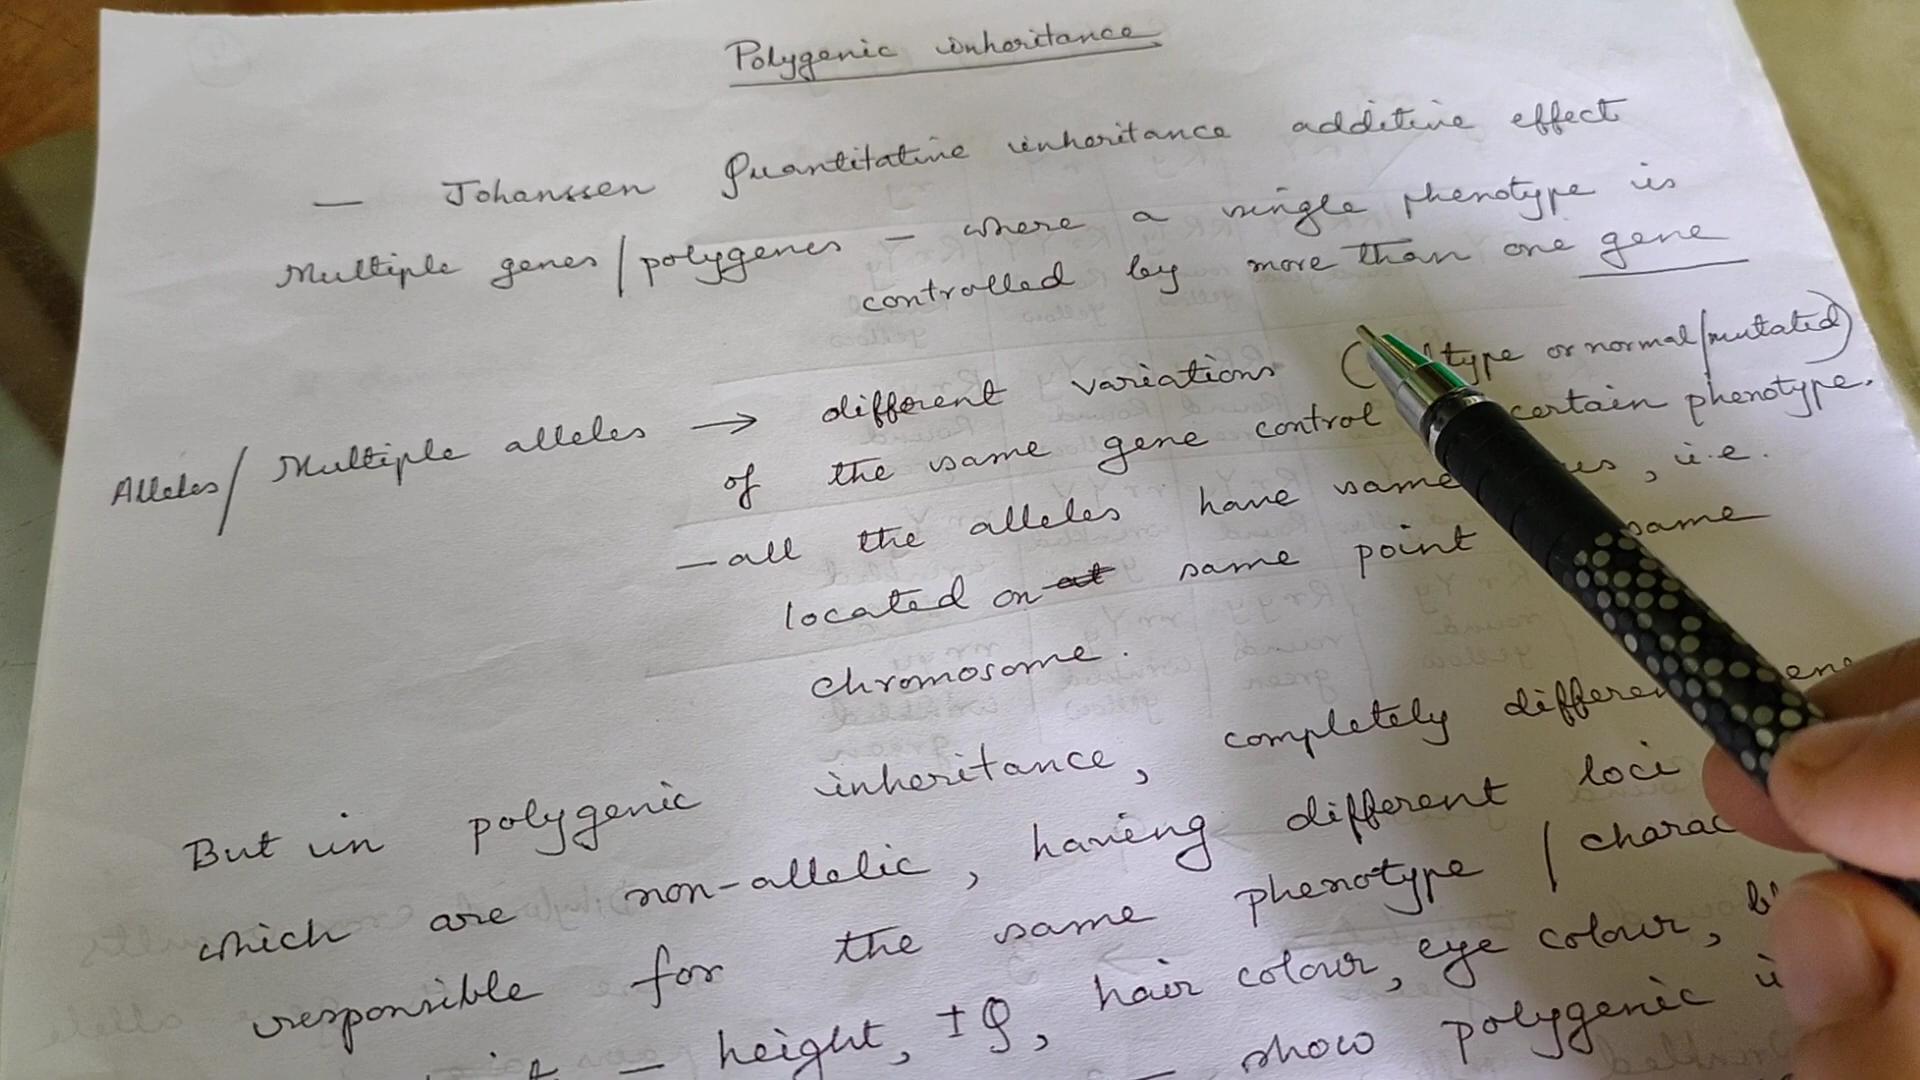 Polygenic inheritance
— Johanssen Quantitative inheritance additive effect
Multiple genes/polygenes – where a single phenotype is
controlled by more than one gene
Alleles/ Multiple alleles → different variations ( type or normal/mutated)
of the same gene control certain phenotype.
– all the alleles have same , i.e.
located on at same point same
chromosome.
But in polygenic inheritance, completely
which are non-allelic, having different loci
responsible for the same phenotype /
– height, IQ, hair colour, eye colour,
– show polygenic